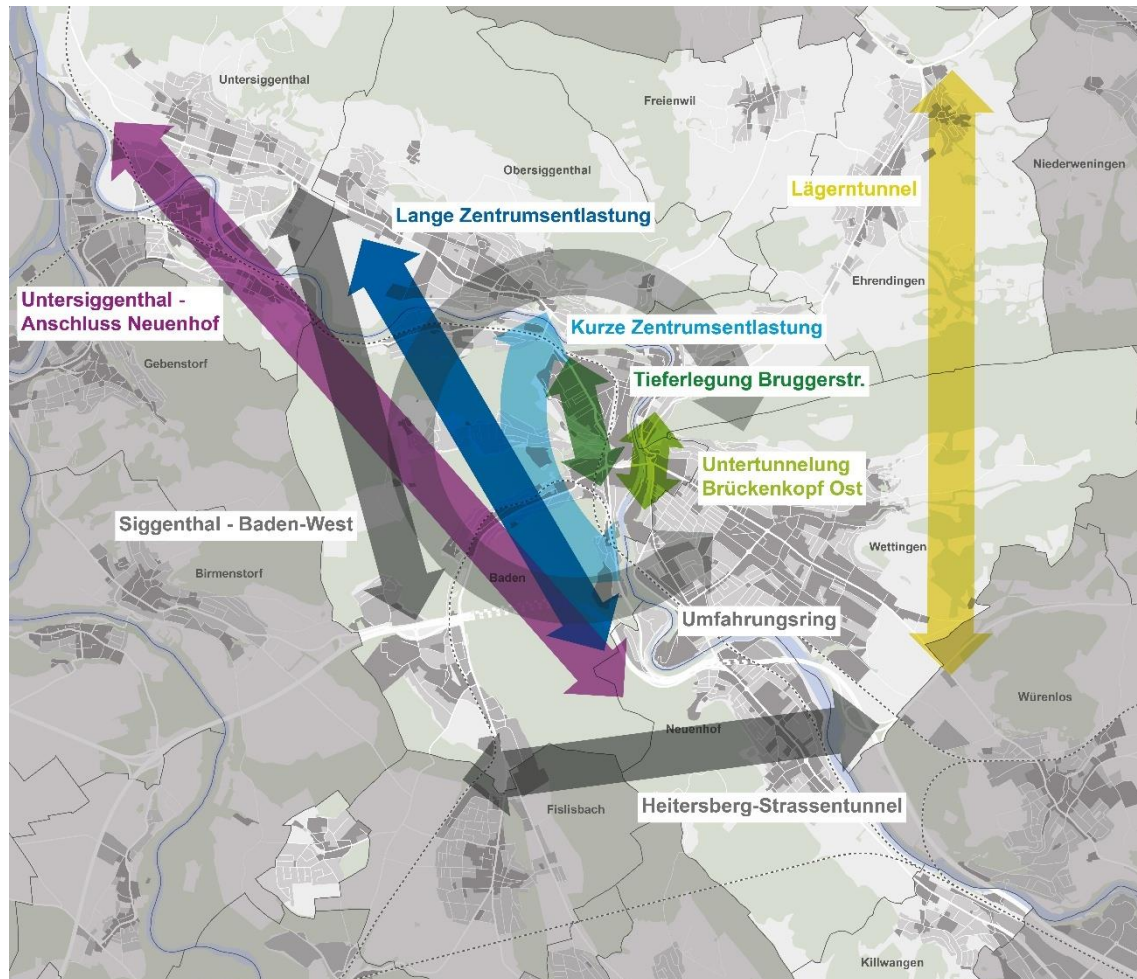 Untersiggenthal
Freienwil
Niederweningen
Obersiggenthal
Lägerntunnel
Lange Zentrumsentlastung
Ehrendingen
Untersiggenthal -
Anschluss Neuenhof
Kurze Zentrumsentlastung
Gebenstorf
Tieferlegung Bruggerstr.
Untertunnelung
Brückenkopf Ost
Siggenthal - Baden-West
Wettingen
Birmenstorf
Baden
Umfahrungsring
Würenlos
Neuenhof
Heitersberg-Strassentunnel
Fislisbach
Killwangen